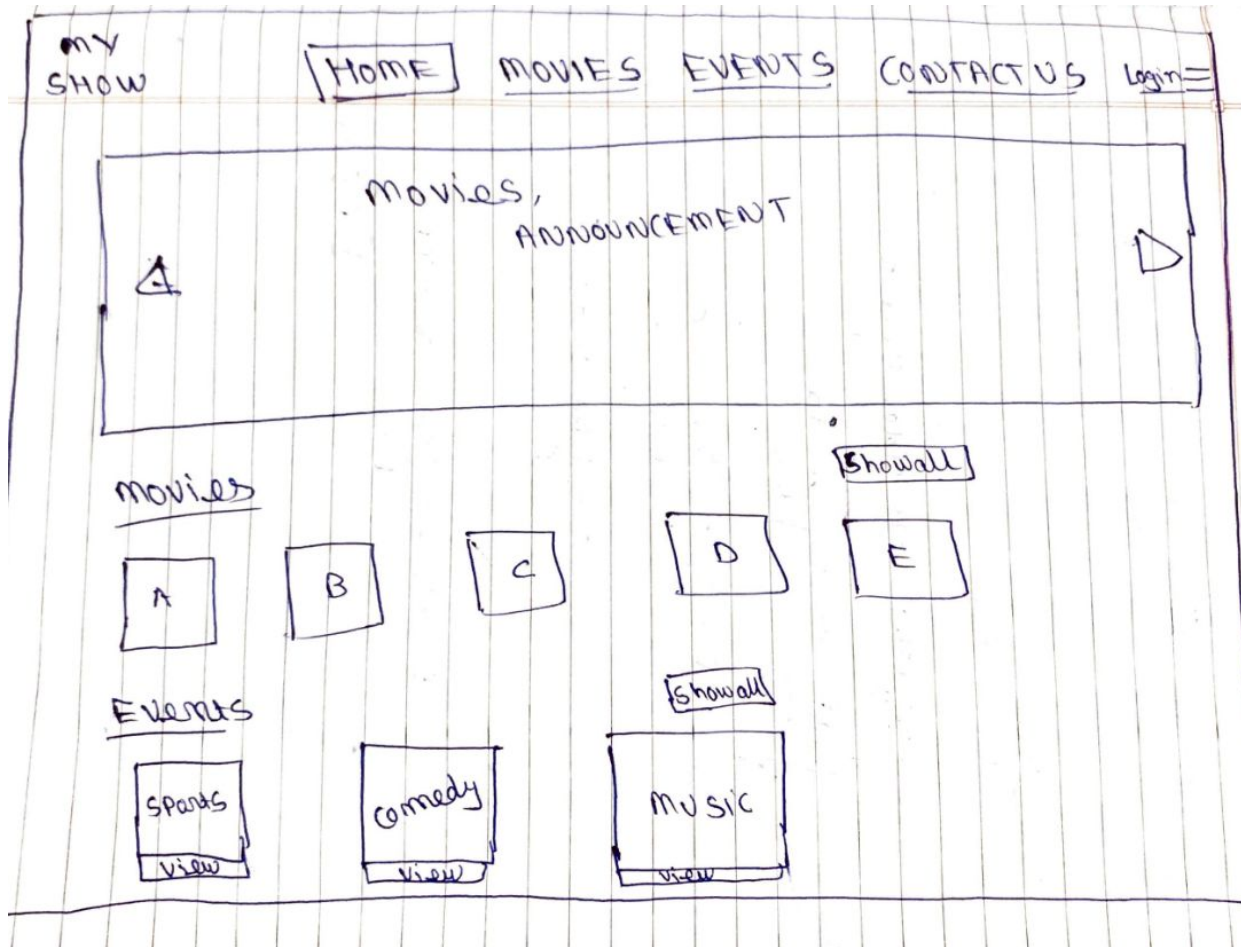 MY
SHOW
HOME MOVIES EVENTS CONTACT US Login
Movies,
ANNOUNCEMENT
Showall
Movies
A B C D E
Showall
Events
Sports Comedy MUSIC
View View View